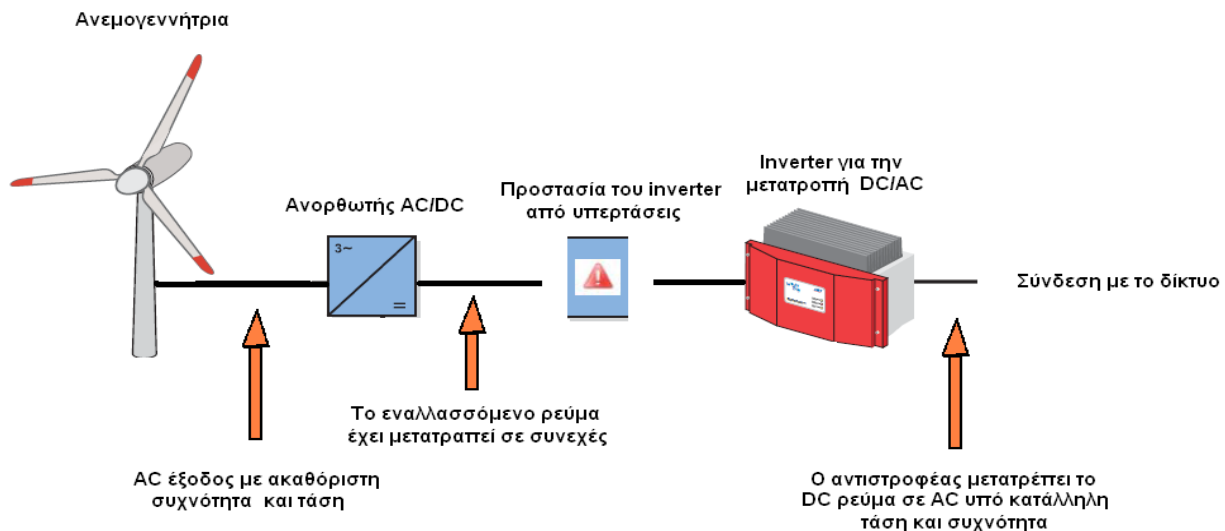 Ανεμογεννήτρια
Inverter για την
μετατροπή DC/AC
Προστασία του inverter
από υπερτάσεις
Ανορθωτής AC/DC
3~
=
Σύνδεση με το δίκτυο
Το εναλλασσόμενο ρεύμα
έχει μετατραπεί σε συνεχές
AC έξοδος με ακαθόριστη
συχνότητα και τάση
Ο αντιστροφέας μετατρέπει το
DC ρεύμα σε AC υπό κατάλληλη
τάση και συχνότητα